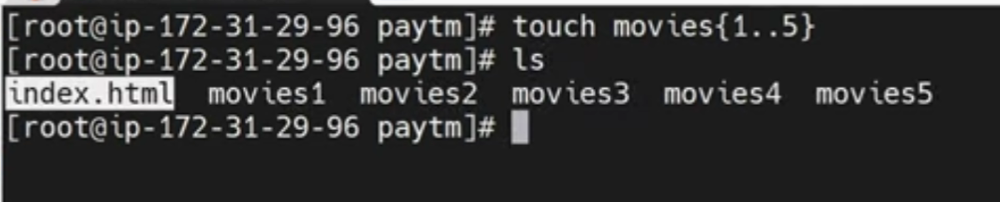 [root@ip-172-31-29-96 paytm]# touch movies{1..5}
[root@ip-172-31-29-96 paytm]# ls
index.html  movies1  movies2  movies3  movies4  movies5
[root@ip-172-31-29-96 paytm]#